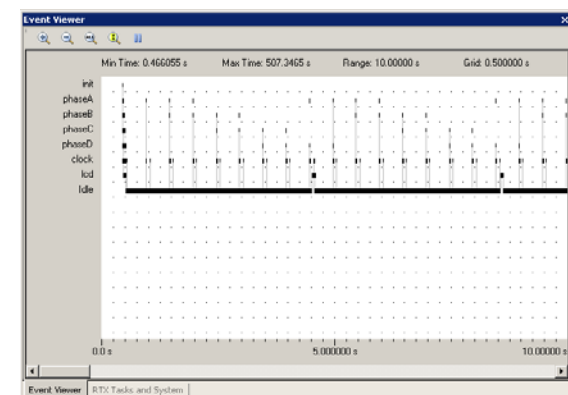 Event Viewer
Min Time: 0.466055 s Max Time: 507.3465 s Range: 10.00000 s Grid: 0.500000 s
init
phaseA
phaseB
phaseC
phaseD
clock
lcd
Idle
0.0 s 5.000000 s 10.00000 s
Event Viewer RTX Tasks and System